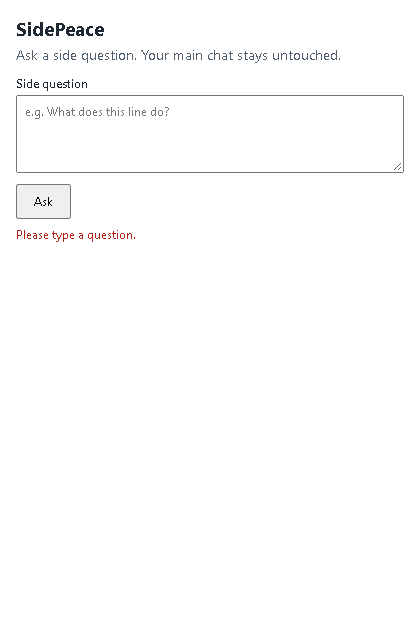 SidePeace
Ask a side question. Your main chat stays untouched.
Side question
e.g. What does this line do?
Ask
Please type a question.